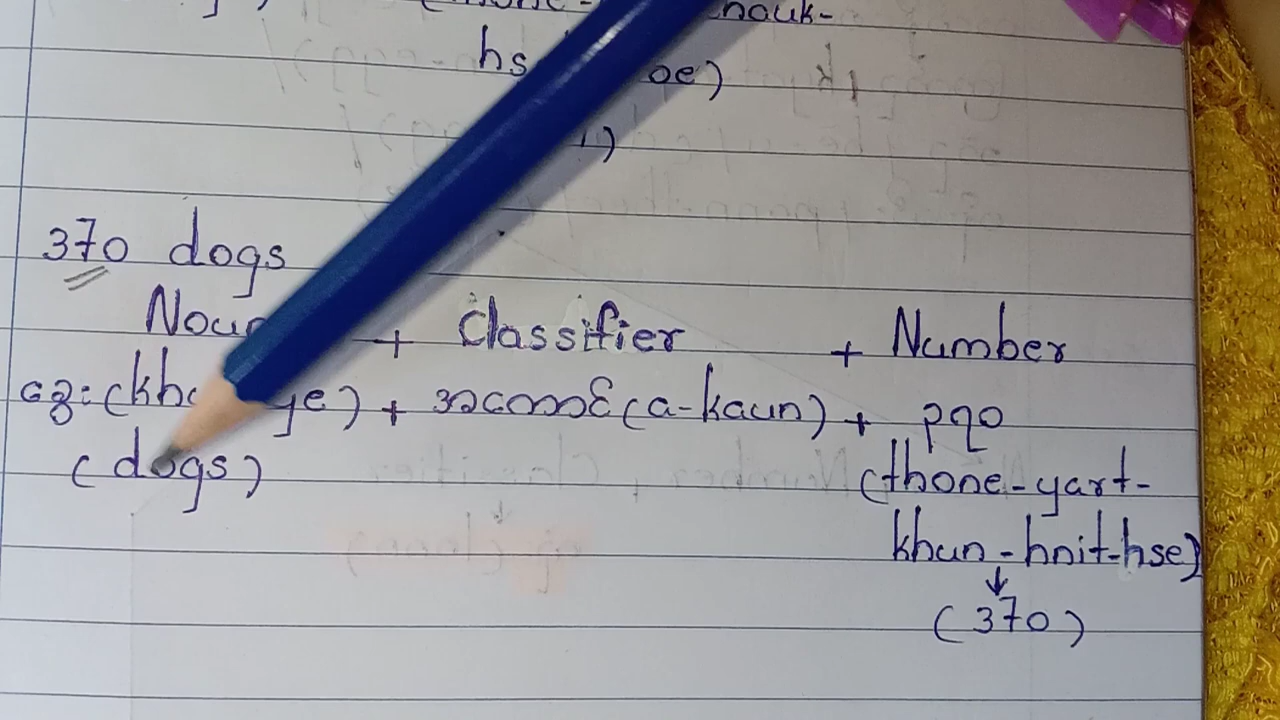 hs oe)
370 dogs
Noun + Classifier + Number
ခွေး (kh ye) + အကောင် (a-kaun) + ၃၇၀
(dogs) (thone-yart-
khun-hnit-hse)
↓
(370)